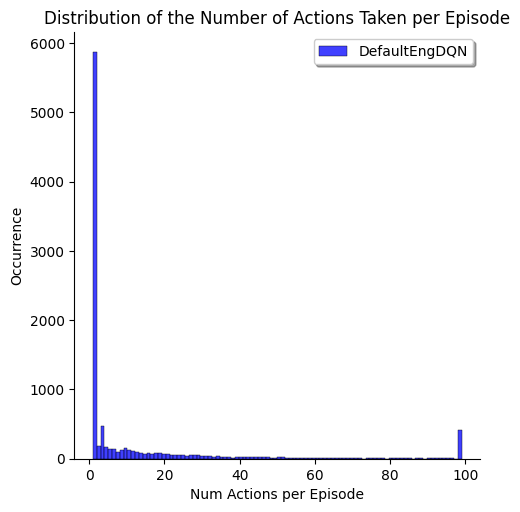 Distribution of the Number of Actions Taken per Episode
DefaultEngDQN
6000
5000
4000
3000
2000
1000
0
Occurrence
0 20 40 60 80 100
Num Actions per Episode